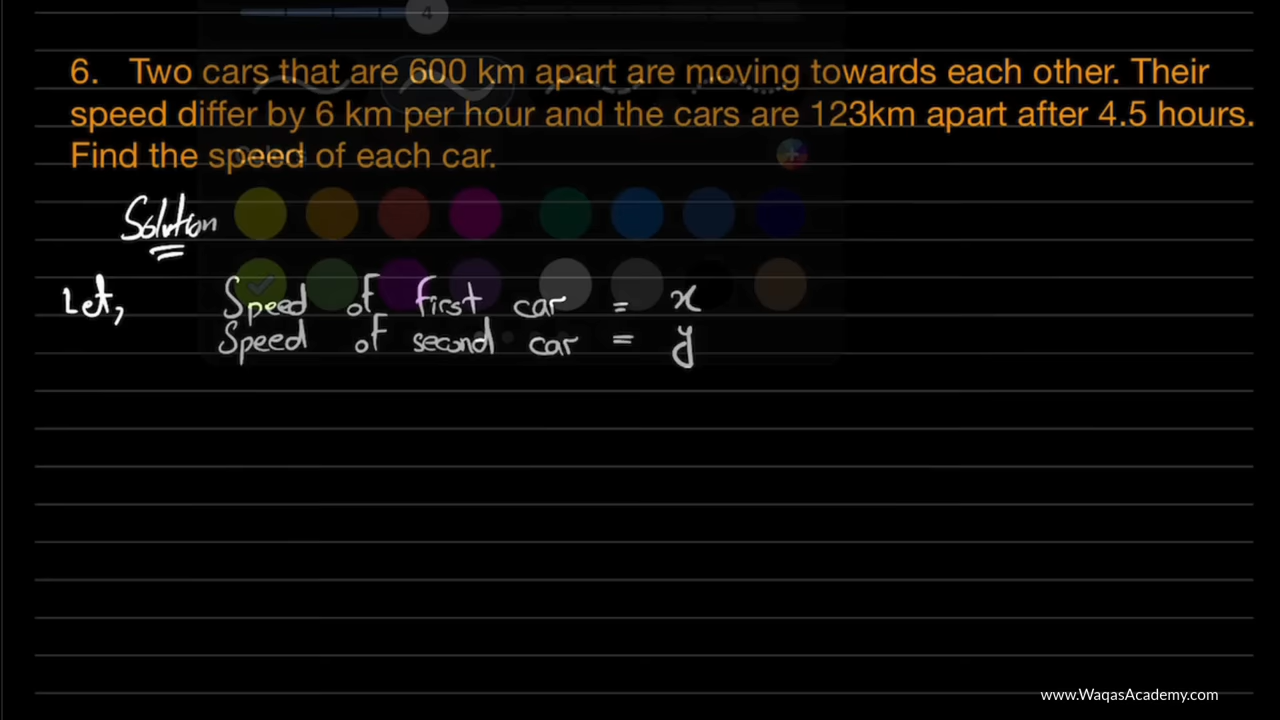 4
6. Two cars that are 600 km apart are moving towards each other. Their
speed differ by 6 km per hour and the cars are 123km apart after 4.5 hours.
Find the speed of each car.
Solution
Let, Speed of first car = x
Speed of second car = y
www.WaqasAcademy.com